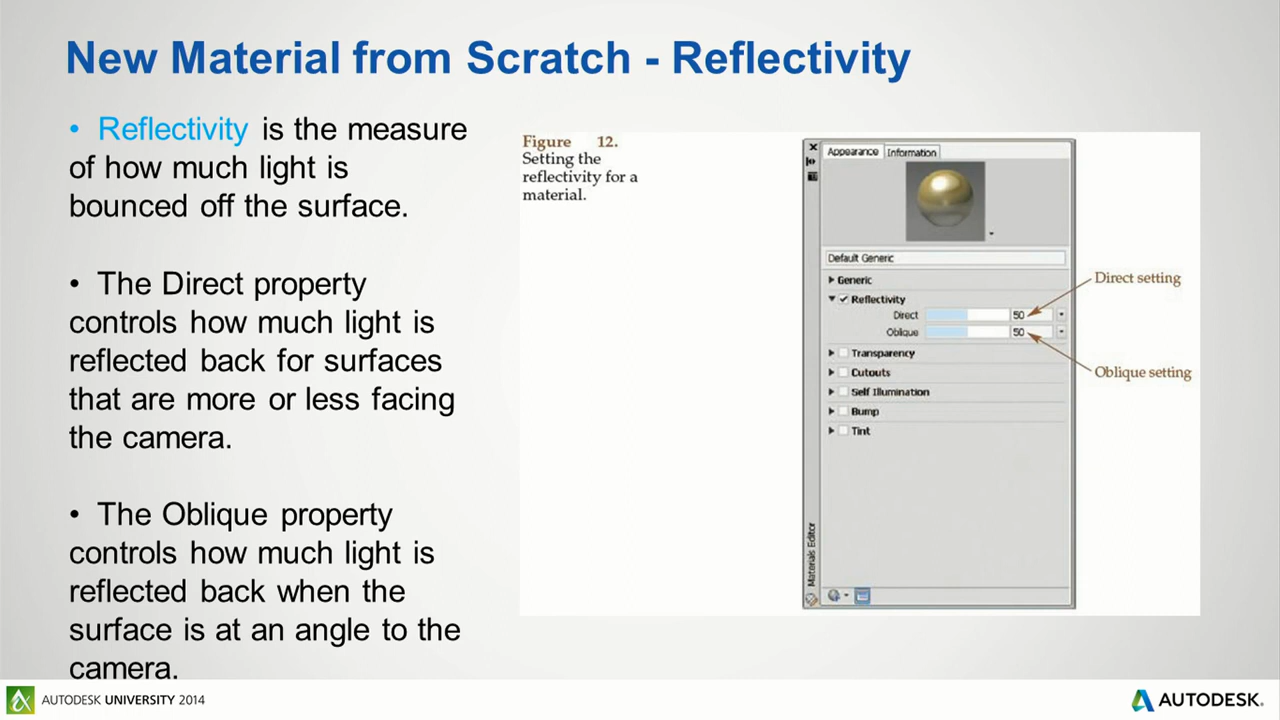 New Material from Scratch - Reflectivity
• Reflectivity is the measure
of how much light is
bounced off the surface.
• The Direct property
controls how much light is
reflected back for surfaces
that are more or less facing
the camera.
• The Oblique property
controls how much light is
reflected back when the
surface is at an angle to the
camera.
Figure 12.
Setting the
reflectivity for a
material.
Appearance Information
Default Generic
Generic
Reflectivity
Direct 50
Oblique 50
Transparency
Cutouts
Self Illumination
Bump
Tint
Materials Editor
Direct setting
Oblique setting
AUTODESK UNIVERSITY 2014
AUTODESK.